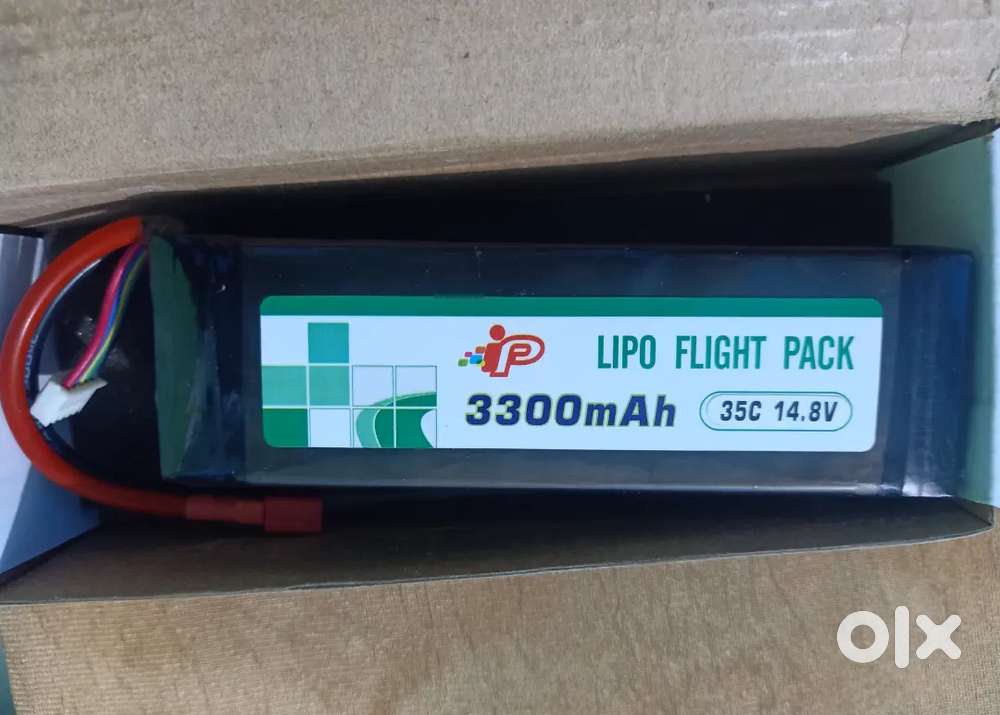 iP
LIPO FLIGHT PACK
3300mAh
35C 14.8V
olx